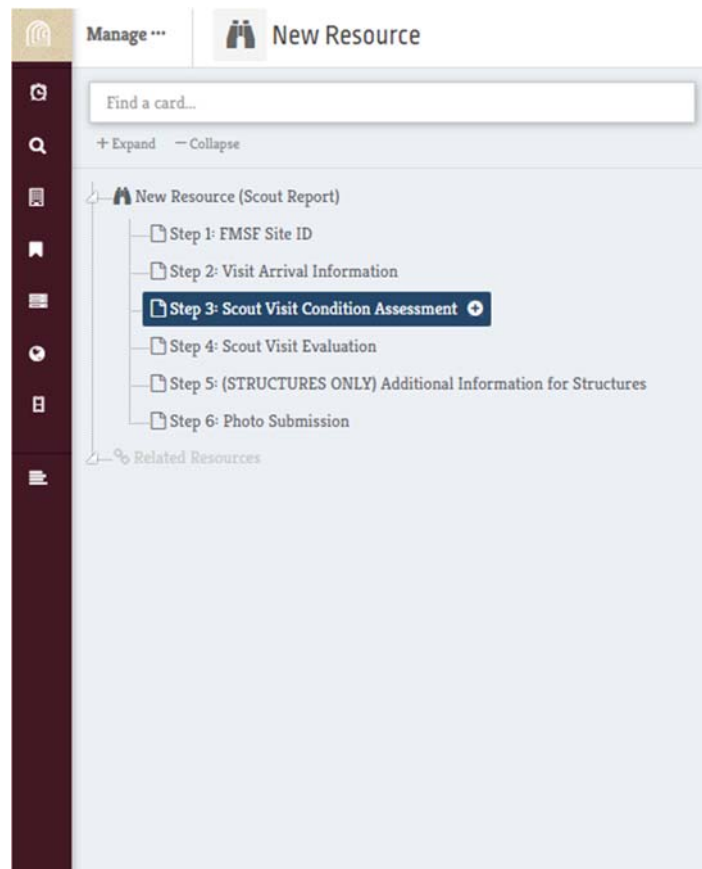 Manage ...
New Resource
Find a card...
+ Expand − Collapse
New Resource (Scout Report)
Step 1: FMSF Site ID
Step 2: Visit Arrival Information
Step 3: Scout Visit Condition Assessment
Step 4: Scout Visit Evaluation
Step 5: (STRUCTURES ONLY) Additional Information for Structures
Step 6: Photo Submission
Related Resources